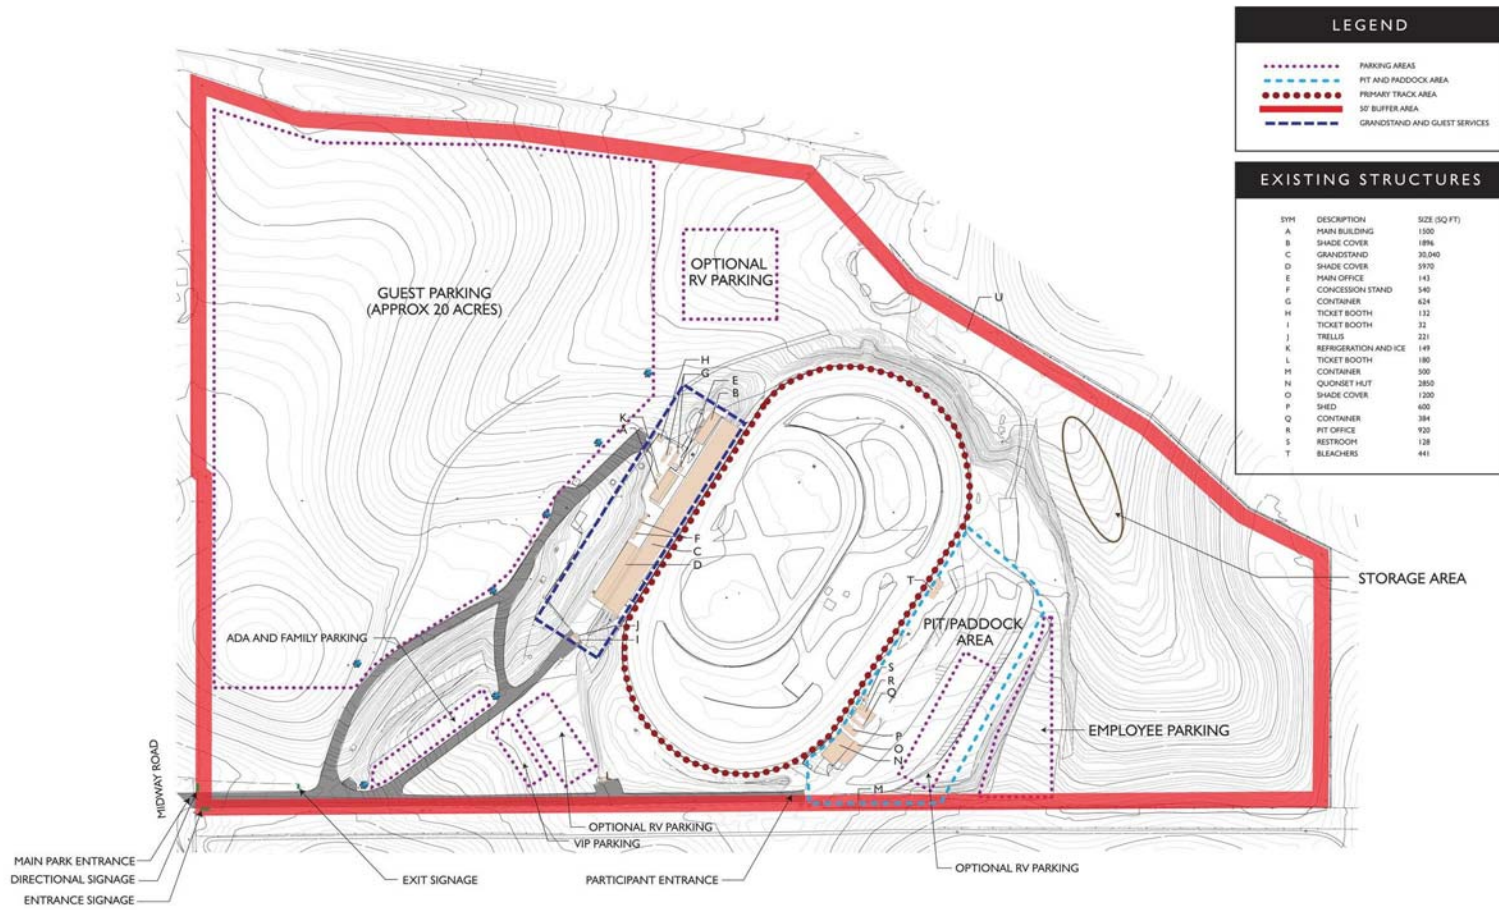 LEGEND
PARKING AREAS
PIT AND PADDOCK AREA
PRIMARY TRACK AREA
50' BUFFER AREA
GRANDSTAND AND GUEST SERVICES
EXISTING STRUCTURES
SYM DESCRIPTION SIZE (SQ FT)
A MAIN BUILDING 1500
B SHADE COVER 1896
C GRANDSTAND 30,040
D SHADE COVER 5970
E MAIN OFFICE 143
F CONCESSION STAND 540
G CONTAINER 624
H TICKET BOOTH 132
I TICKET BOOTH 32
J TRELLIS 221
K REFRIGERATION AND ICE 149
L TICKET BOOTH 180
M CONTAINER 500
N QUONSET HUT 2850
O SHADE COVER 1200
P SHED 600
Q CONTAINER 384
R PIT OFFICE 920
S RESTROOM 128
T BLEACHERS 441
OPTIONAL
RV PARKING
GUEST PARKING
(APPROX 20 ACRES)
U
H
G
E
B
K
A
F
C
D
T
STORAGE AREA
PIT/PADDOCK
AREA
J
I
ADA AND FAMILY PARKING
S
R
Q
P
O
N
EMPLOYEE PARKING
MIDWAY ROAD
L
M
OPTIONAL RV PARKING
VIP PARKING
MAIN PARK ENTRANCE
DIRECTIONAL SIGNAGE
ENTRANCE SIGNAGE
EXIT SIGNAGE
PARTICIPANT ENTRANCE
OPTIONAL RV PARKING